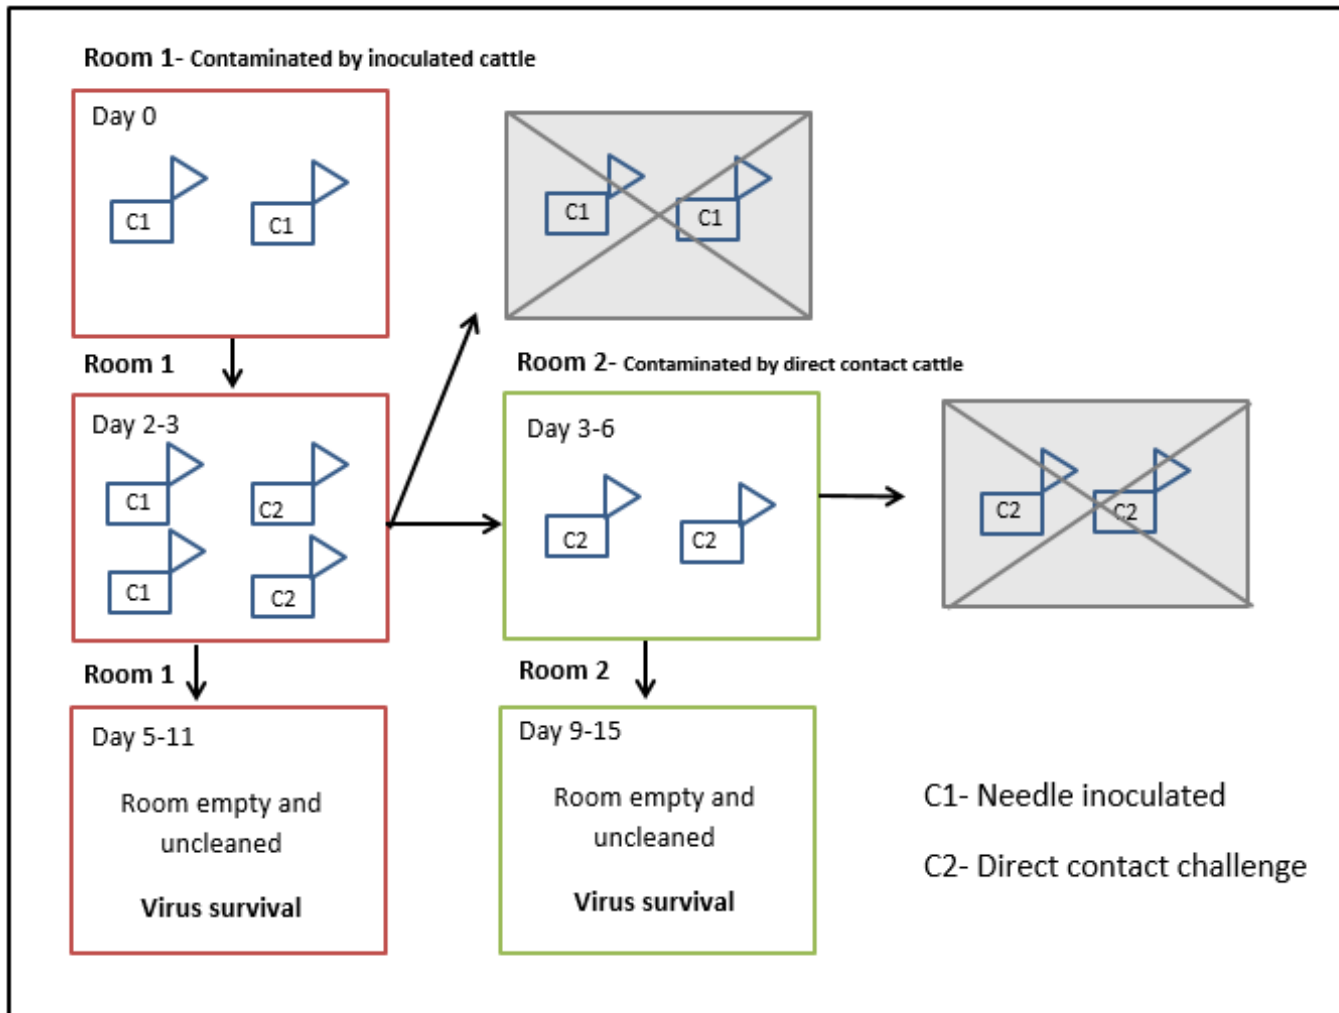 Room 1- Contaminated by inoculated cattle
Day 0
C1
C1
C1
C1
Room 1
Room 2- Contaminated by direct contact cattle
Day 2-3
C1
C2
C1
C2
Day 3-6
C2
C2
C2
C2
Room 1
Room 2
Day 5-11
Room empty and
uncleaned
Virus survival
Day 9-15
Room empty and
uncleaned
Virus survival
C1- Needle inoculated
C2- Direct contact challenge